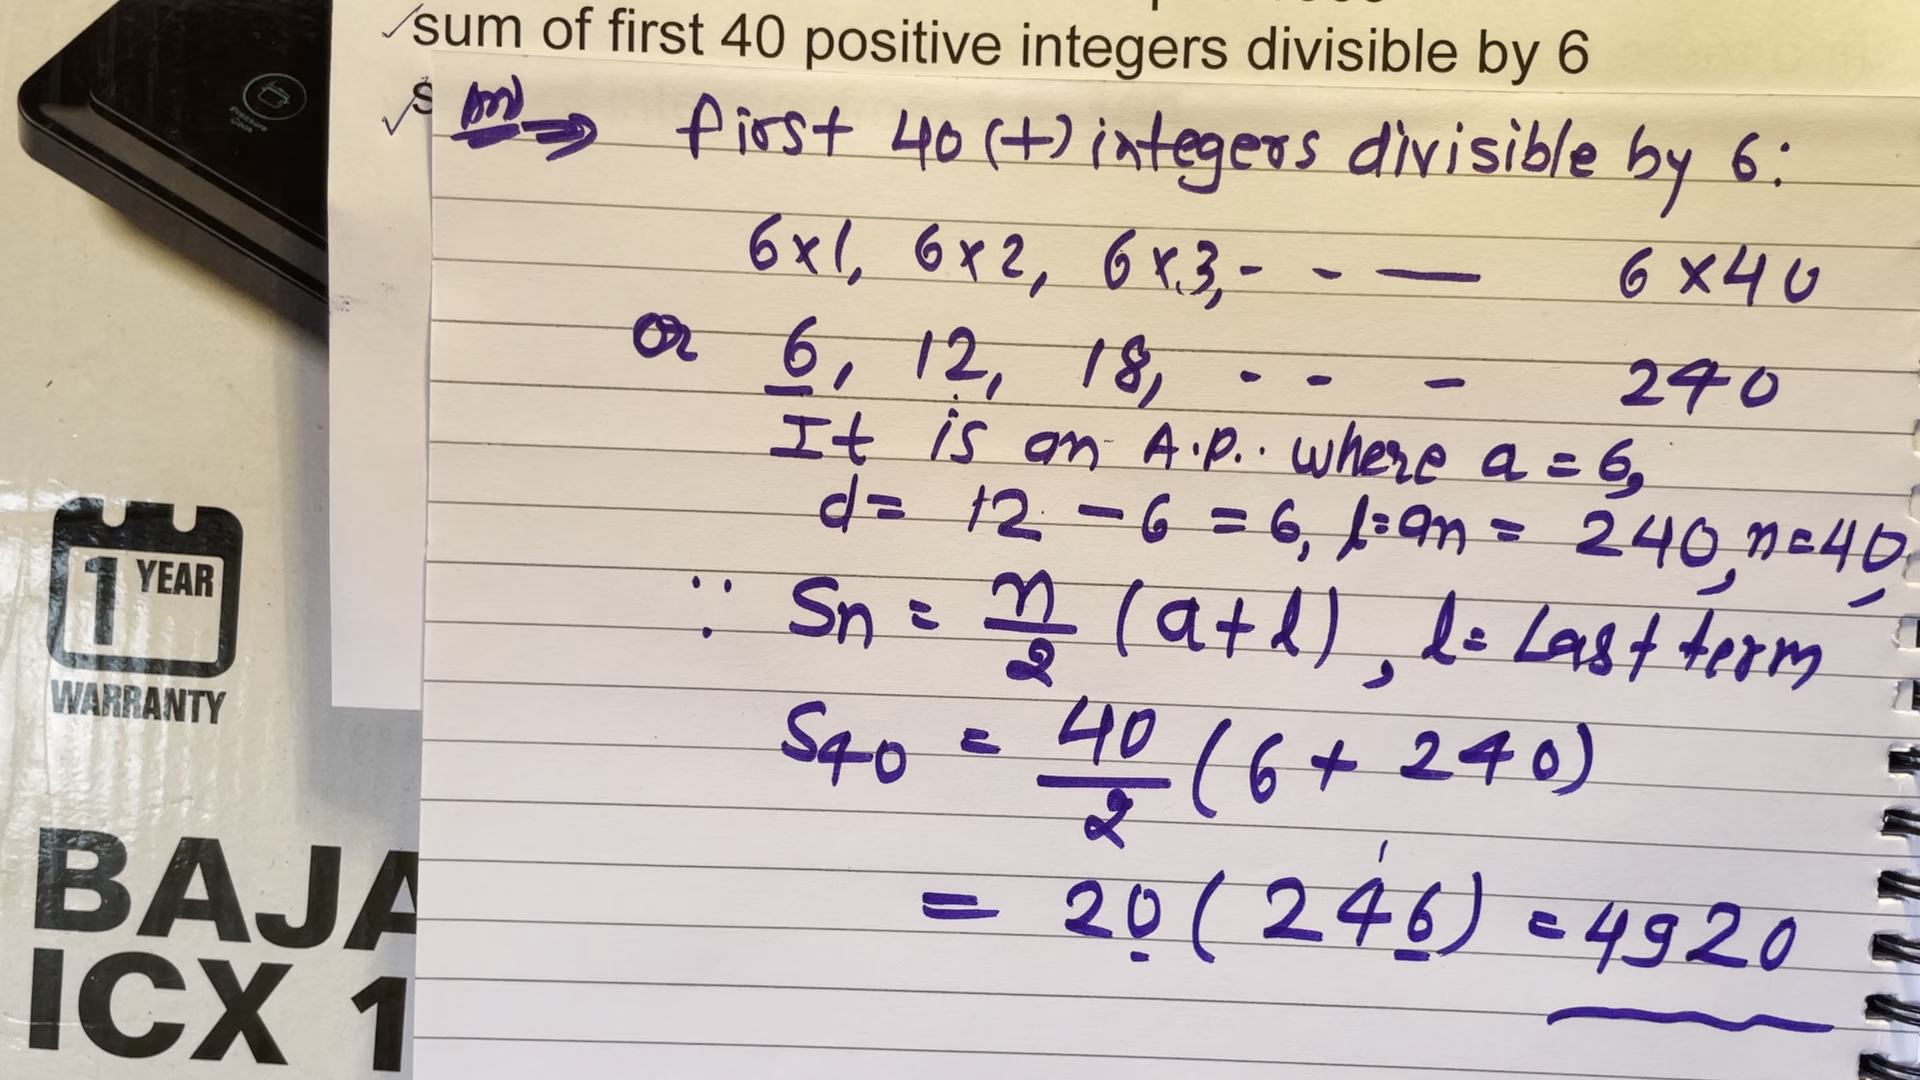 sum of first 40 positive integers divisible by 6
s
First 40 (+) integers divisible by 6:
6×1, 6×2, 6×3, - - — 6×40
or 6, 12, 18, - - - 240
It is an A.P. where a = 6,
d = 12 - 6 = 6, l = an = 240, n = 40,
∵ Sn = n/2 (a+l), l = Last term
S40 = 40/2 (6 + 240)
= 20 (246) = 4920
Pressure
Cook
1 YEAR
WARRANTY
BAJA
ICX 1